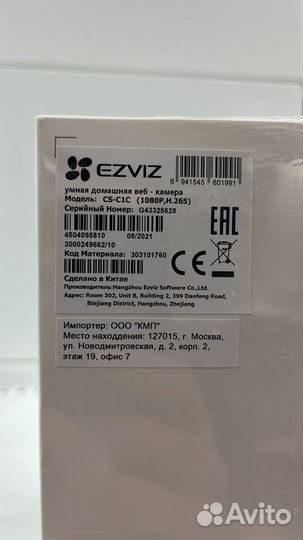 EZVIZ
6 941545 601991
умная домашняя веб - камера
Модель: CS-C1C (1080P,H.265)
Серийный Номер: G43325628
4504095810 08/2021
3000249662/10
Код Материала: 303101760
Сделано в Китае
Производитель:Hangzhou Ezviz Software Co.,Ltd.
Адрес: Room 302, Unit B, Building 2, 399 Danfeng Road,
Binjiang District, Hangzhou, Zhejiang
EAC
CE
Импортер: ООО "КМП"
Место нахождения: 127015, г. Москва,
ул. Новодмитровская, д. 2, корп. 2,
этаж 19, офис 7
Avito